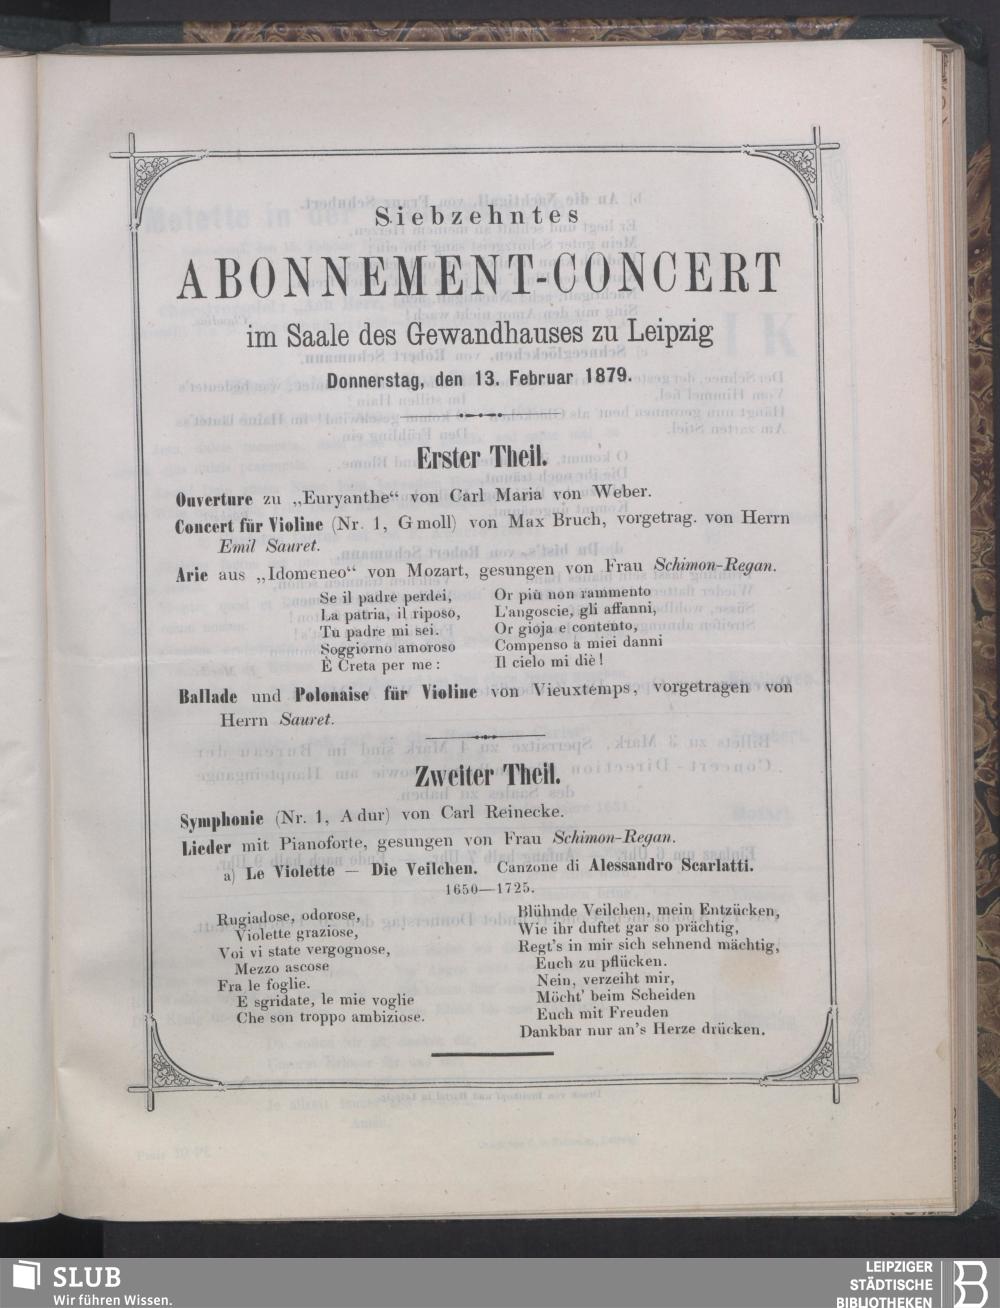 Siebzehntes
ABONNEMENT-CONCERT
im Saale des Gewandhauses zu Leipzig
Donnerstag, den 13. Februar 1879.
Erster Theil.
Ouverture zu „Euryanthe“ von Carl Maria von Weber.
Concert für Violine (Nr. 1, G moll) von Max Bruch, vorgetrag. von Herrn
Emil Sauret.
Arie aus „Idomeneo“ von Mozart, gesungen von Frau Schimon-Regan.
Se il padre perdei,
La patria, il riposo,
Tu padre mi sei.
Soggiorno amoroso
È Creta per me:
Or più non rammento
L'angoscie, gli affanni,
Or gioja e contento,
Compenso a miei danni
Il cielo mi diè!
Ballade und Polonaise für Violine von Vieuxtemps, vorgetragen von
Herrn Sauret.
Zweiter Theil.
Symphonie (Nr. 1, A dur) von Carl Reinecke.
Lieder mit Pianoforte, gesungen von Frau Schimon-Regan.
a) Le Violette — Die Veilchen. Canzone di Alessandro Scarlatti.
1650—1725.
Rugiadose, odorose,
Violette graziose,
Voi vi state vergognose,
Mezzo ascose
Fra le foglie.
E sgridate, le mie voglie
Che son troppo ambiziose.
Blühnde Veilchen, mein Entzücken,
Wie ihr duftet gar so prächtig,
Regt's in mir sich sehnend mächtig,
Euch zu pflücken.
Nein, verzeiht mir,
Möcht' beim Scheiden
Euch mit Freuden
Dankbar nur an's Herze drücken.
SLUB
Wir führen Wissen.
LEIPZIGER
STÄDTISCHE
BIBLIOTHEKEN